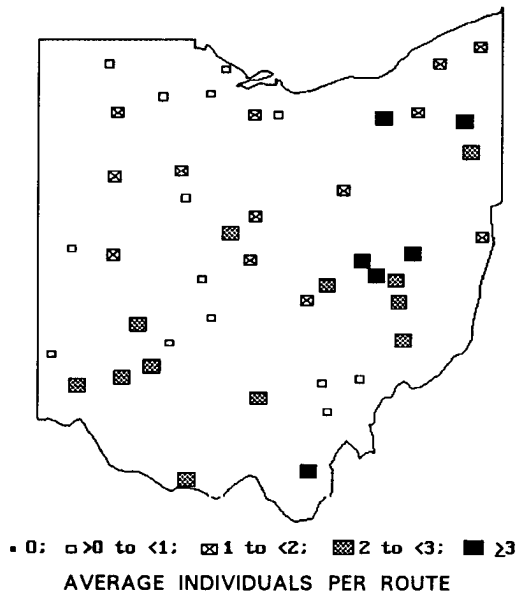 0; >0 to <1; 1 to <2; 2 to <3; ≥3
AVERAGE INDIVIDUALS PER ROUTE